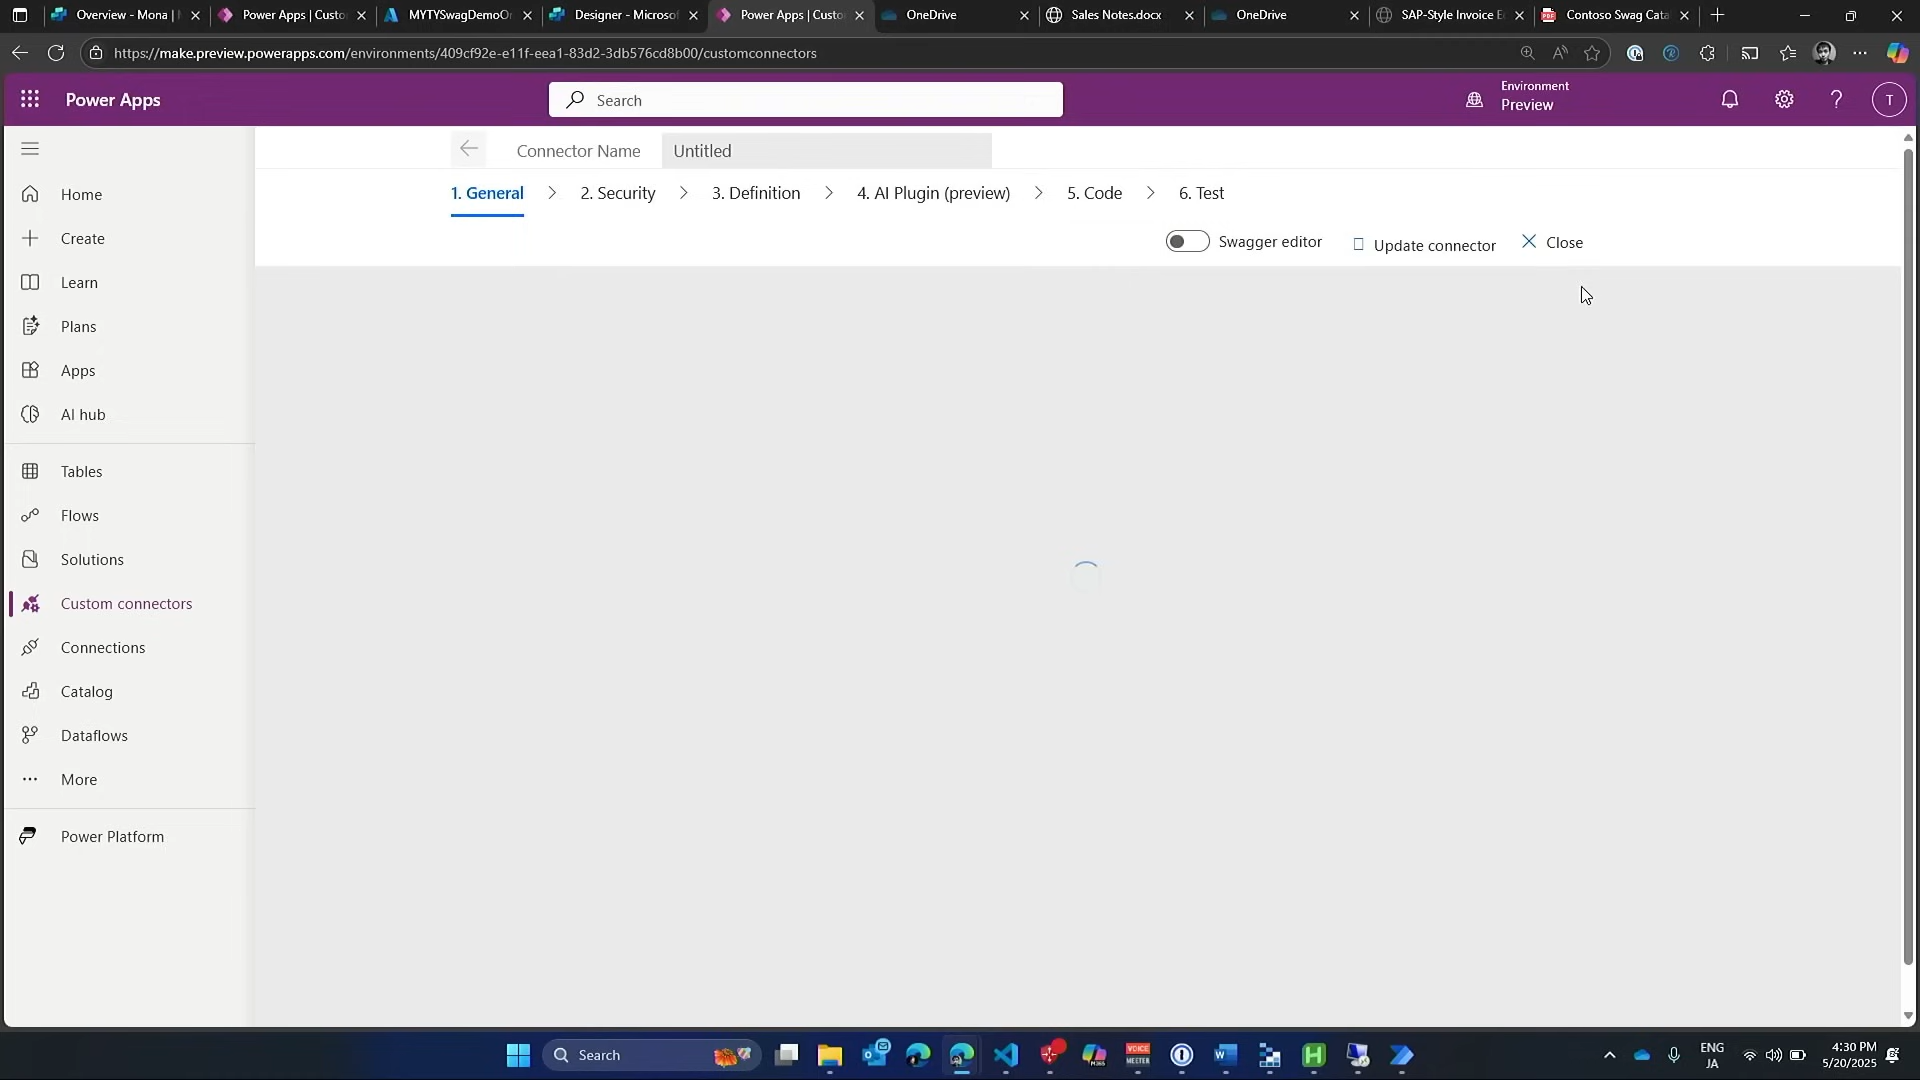 Overview - Mona |
Power Apps | Custo
MYTYSwagDemoOr
Designer - Microsof
Power Apps | Custo
OneDrive
Sales Notes.docx
OneDrive
SAP-Style Invoice E
Contoso Swag Cata
https://make.preview.powerapps.com/environments/409cf92e-e11f-eea1-83d2-3db576cd8b00/customconnectors
Power Apps
Search
Environment
Preview
T
Connector Name
Untitled
1. General
2. Security
3. Definition
4. AI Plugin (preview)
5. Code
6. Test
Swagger editor
Update connector
Close
Home
Create
Learn
Plans
Apps
AI hub
Tables
Flows
Solutions
Custom connectors
Connections
Catalog
Dataflows
More
Power Platform
Search
VOICE
MEETER
ENG
JA
4:30 PM
5/20/2025